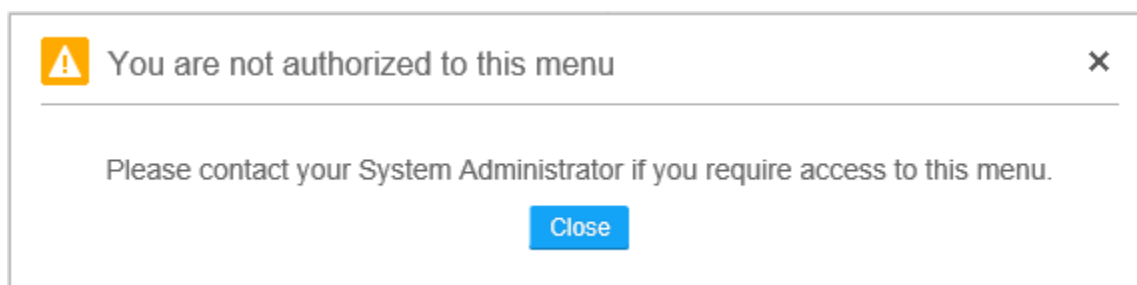 You are not authorized to this menu
Please contact your System Administrator if you require access to this menu.
Close